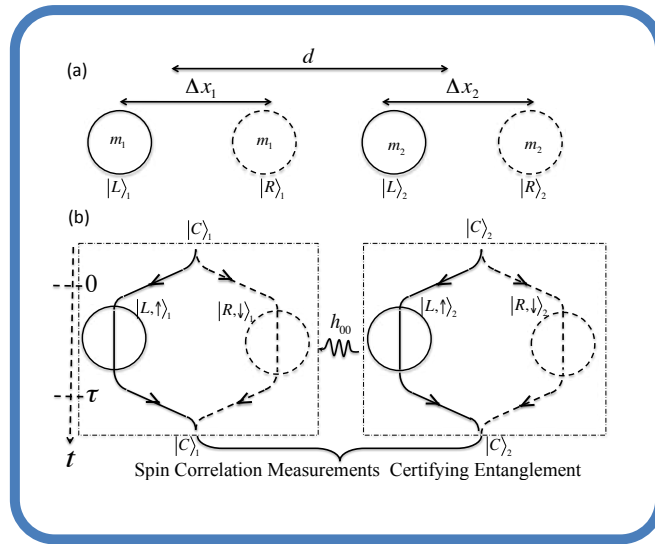 (a)
d
Δx₁ Δx₂
m₁ m₁ m₂ m₂
|L⟩₁ |R⟩₁ |L⟩₂ |R⟩₂
(b)
|C⟩₁ |C⟩₂
0
|L,↑⟩₁ |R,↓⟩₁ h₀₀ |L,↑⟩₂ |R,↓⟩₂
τ
t
|C⟩₁ |C⟩₂
Spin Correlation Measurements Certifying Entanglement